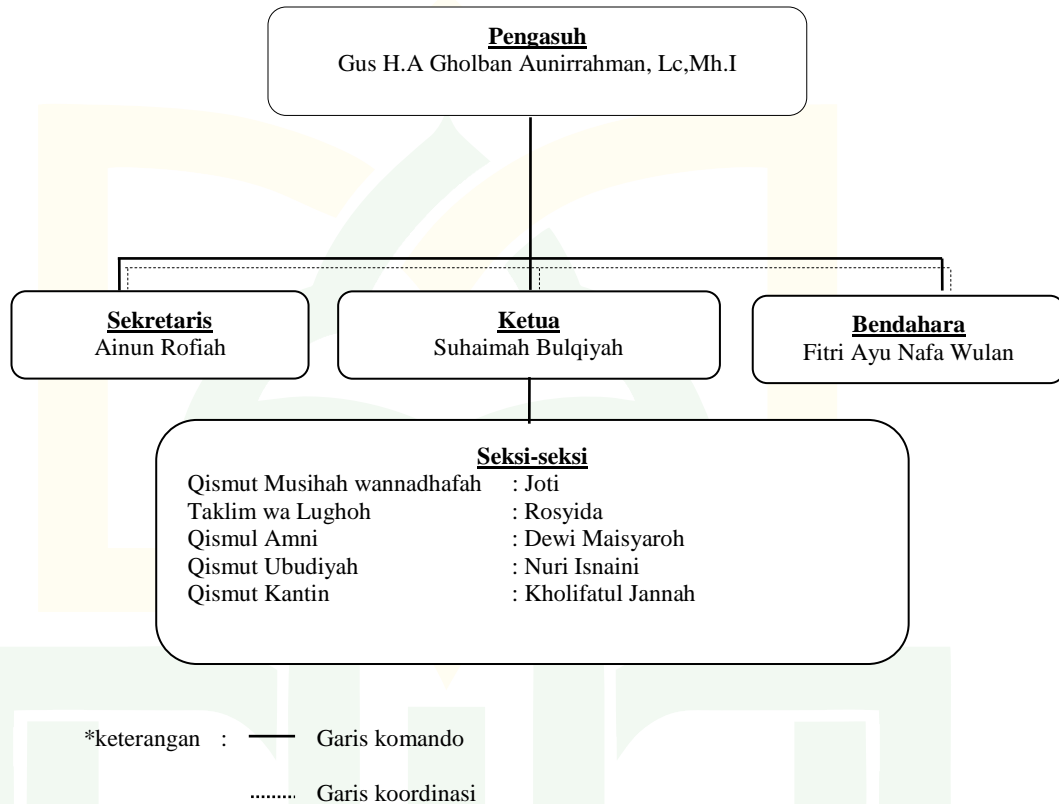 Pengasuh
Gus H.A Gholban Aunirrahman, Lc,Mh.I
Sekretaris
Ainun Rofiah
Ketua
Suhaimah Bulqiyah
Bendahara
Fitri Ayu Nafa Wulan
Seksi-seksi
Qismut Musihah wannadhafah : Joti
Taklim wa Lughoh : Rosyida
Qismul Amni : Dewi Maisyaroh
Qismut Ubudiyah : Nuri Isnaini
Qismut Kantin : Kholifatul Jannah
*keterangan : Garis komando
Garis koordinasi